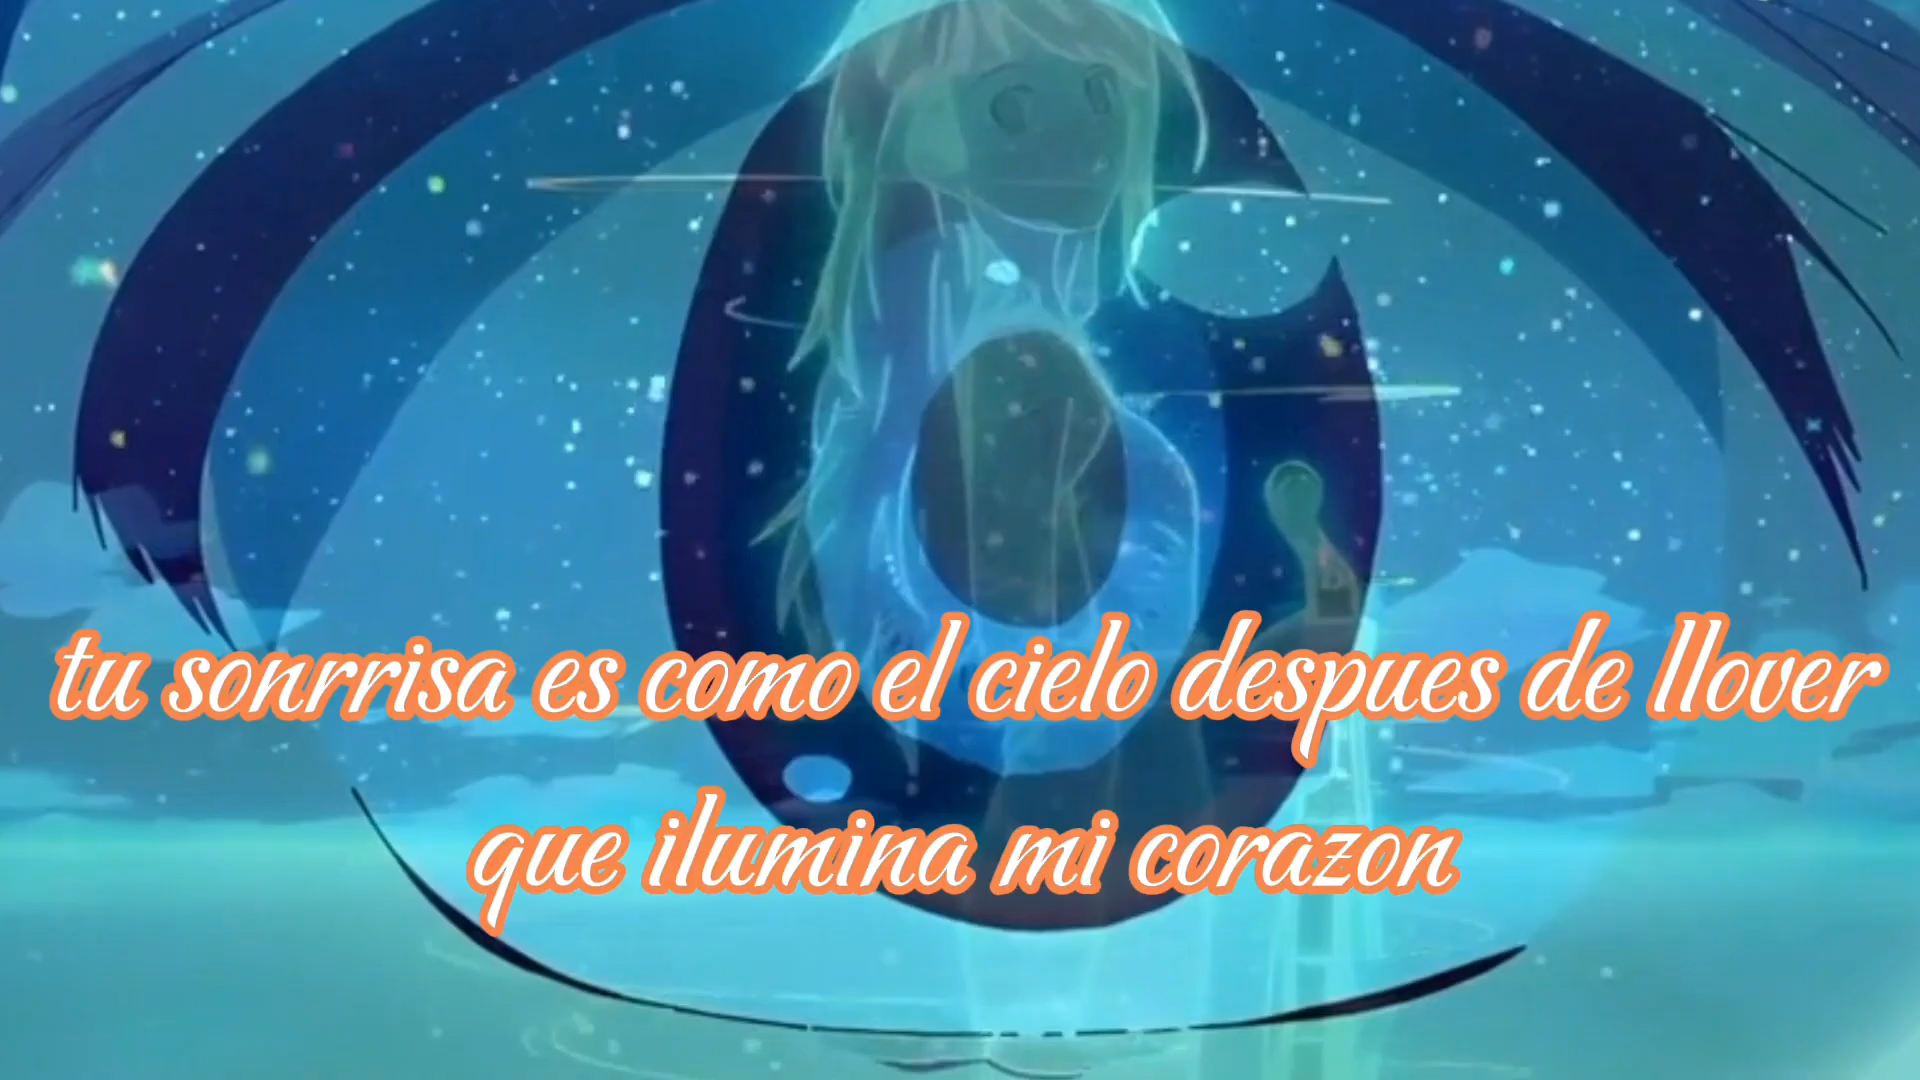 tu sonrrisa es como el cielo despues de llover
que ilumina mi corazon